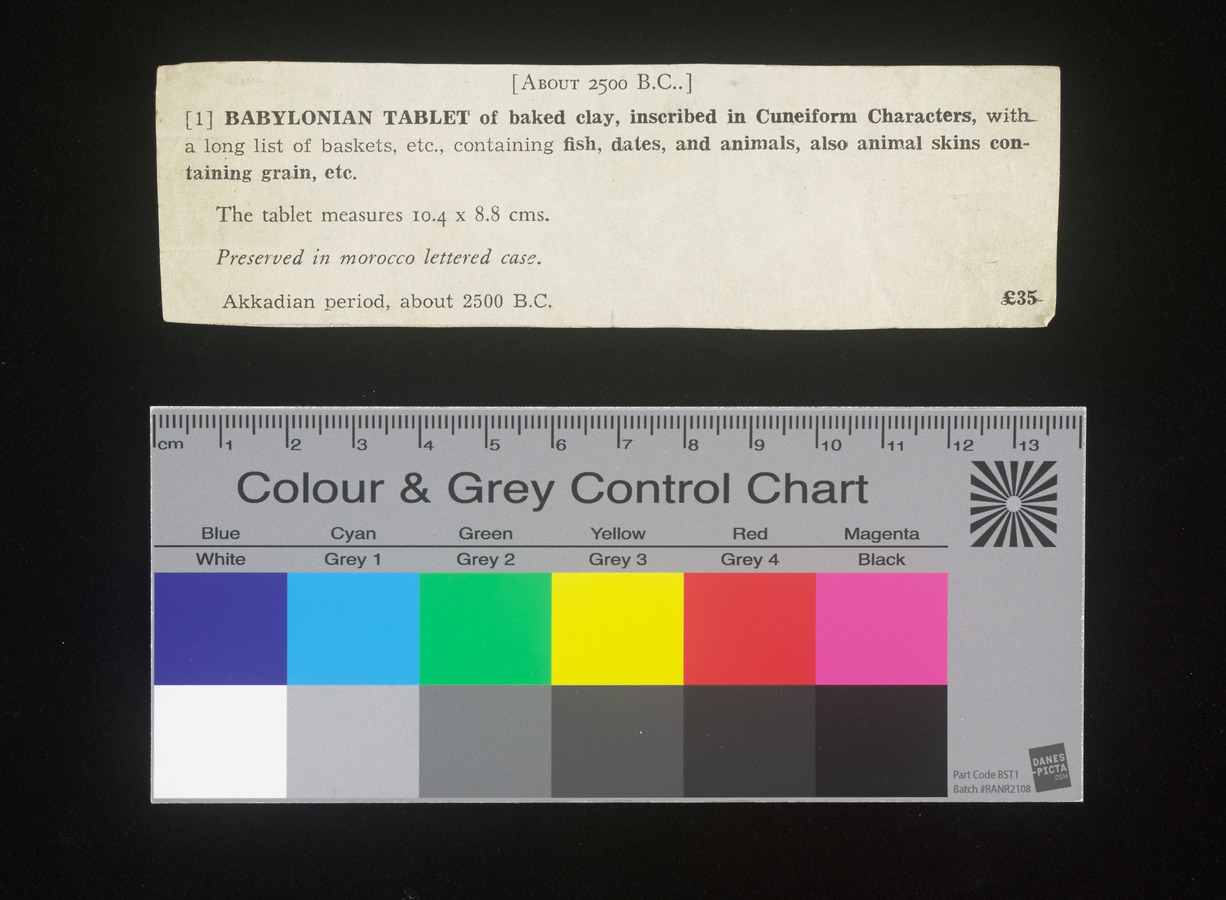 [ABOUT 2500 B.C..]
[1] BABYLONIAN TABLET of baked clay, inscribed in Cuneiform Characters, with
a long list of baskets, etc., containing fish, dates, and animals, also animal skins con-
taining grain, etc.
The tablet measures 10.4 x 8.8 cms.
Preserved in morocco lettered case.
Akkadian period, about 2500 B.C. £35
cm 1 2 3 4 5 6 7 8 9 10 11 12 13
Colour & Grey Control Chart
Blue Cyan Green Yellow Red Magenta
White Grey 1 Grey 2 Grey 3 Grey 4 Black
DANES
-PICTA
.COM
Part Code BST1
Batch #RANR2108